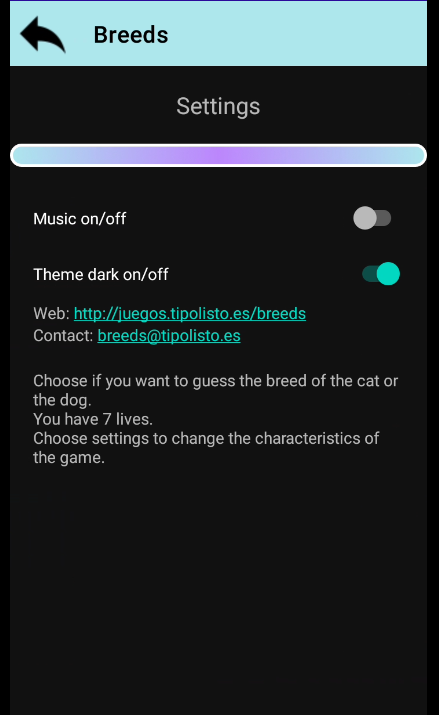 Breeds
Settings
Music on/off
Theme dark on/off
Web: http://juegos.tipolisto.es/breeds
Contact: breeds@tipolisto.es
Choose if you want to guess the breed of the cat or
the dog.
You have 7 lives.
Choose settings to change the characteristics of
the game.